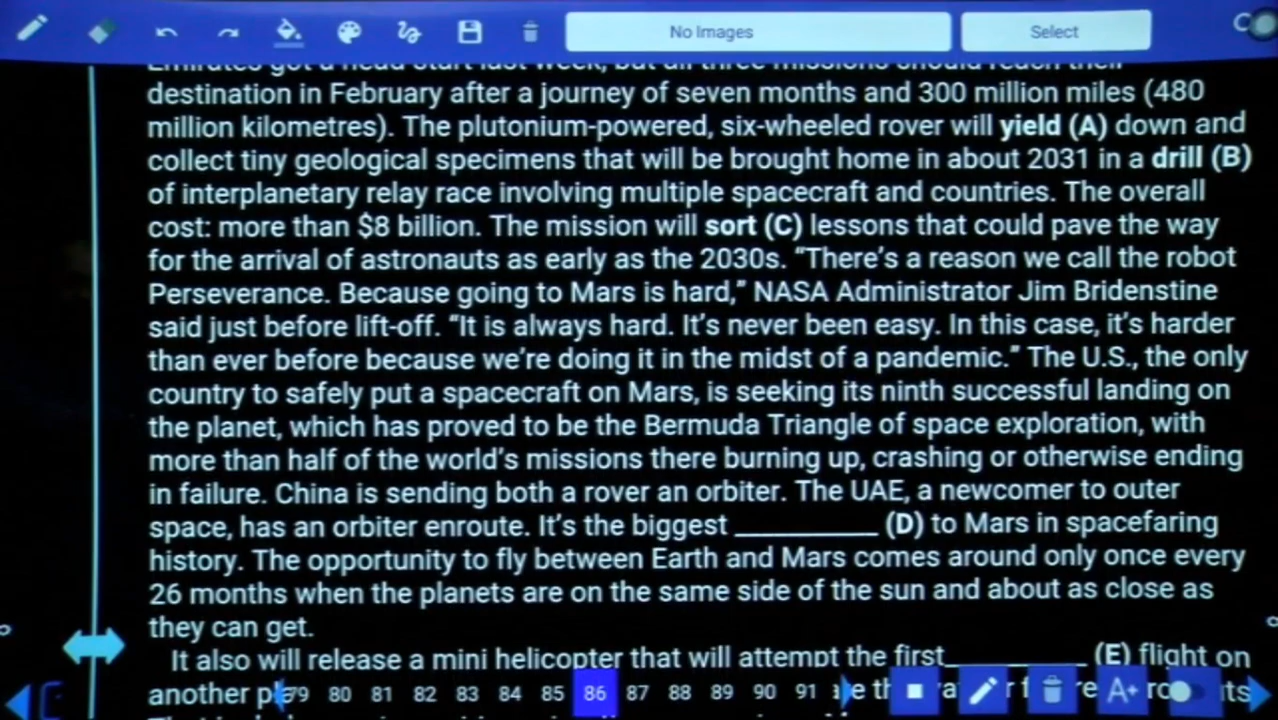 No Images
Select
destination in February after a journey of seven months and 300 million miles (480
million kilometres). The plutonium-powered, six-wheeled rover will yield (A) down and
collect tiny geological specimens that will be brought home in about 2031 in a drill (B)
of interplanetary relay race involving multiple spacecraft and countries. The overall
cost: more than $8 billion. The mission will sort (C) lessons that could pave the way
for the arrival of astronauts as early as the 2030s. “There’s a reason we call the robot
Perseverance. Because going to Mars is hard,” NASA Administrator Jim Bridenstine
said just before lift-off. “It is always hard. It’s never been easy. In this case, it’s harder
than ever before because we’re doing it in the midst of a pandemic.” The U.S., the only
country to safely put a spacecraft on Mars, is seeking its ninth successful landing on
the planet, which has proved to be the Bermuda Triangle of space exploration, with
more than half of the world’s missions there burning up, crashing or otherwise ending
in failure. China is sending both a rover an orbiter. The UAE, a newcomer to outer
space, has an orbiter enroute. It’s the biggest __________ (D) to Mars in spacefaring
history. The opportunity to fly between Earth and Mars comes around only once every
26 months when the planets are on the same side of the sun and about as close as
they can get.
It also will release a mini helicopter that will attempt the first__________ (E) flight on
another
79 80 81 82 83 84 85 86 87 88 89 90 91 A+